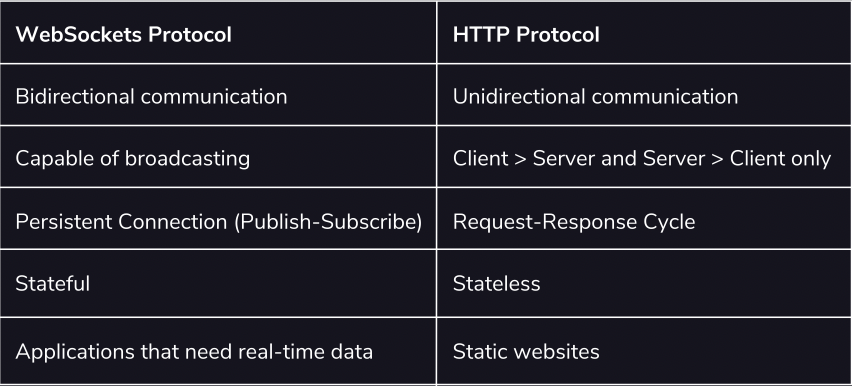 WebSockets Protocol HTTP Protocol
Bidirectional communication Unidirectional communication
Capable of broadcasting Client > Server and Server > Client only
Persistent Connection (Publish-Subscribe) Request-Response Cycle
Stateful Stateless
Applications that need real-time data Static websites